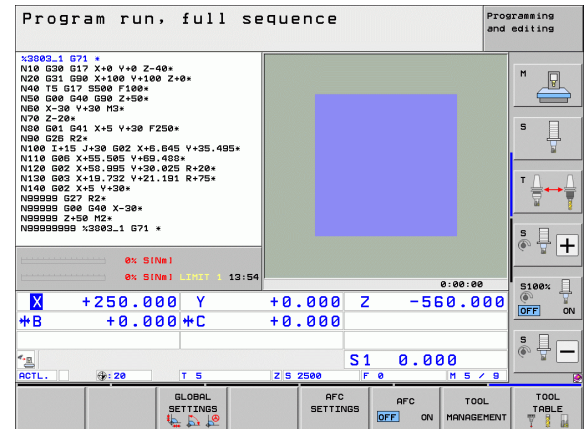 Program run, full sequence
Programming
and editing
%3803_1 G71 *
N10 G30 G17 X+0 Y+0 Z-40*
N20 G31 G90 X+100 Y+100 Z+0*
N40 T5 G17 S500 F100*
N50 G00 G40 G90 Z+50*
N60 X-30 Y+30 M3*
N70 Z-20*
N80 G01 G41 X+5 Y+30 F250*
N90 G26 R2*
N100 I+15 J+30 G02 X+6.645 Y+35.495*
N110 G06 X+55.505 Y+69.488*
N120 G02 X+58.995 Y+30.025 R+20*
N130 G03 X+19.732 Y+21.191 R+75*
N140 G02 X+5 Y+30*
N99999 G27 R2*
N99999 G00 G40 X-30*
N99999 Z+50 M2*
N99999999 %3803_1 G71 *
0% S[Nm]
0% S[Nm] LIMIT 1 13:54
0:00:00
M
S
T
S
+
S100%
OFF ON
S
-
X +250.000 Y +0.000 Z -560.000
B +0.000 C +0.000
S1 0.000
ACTL. : 20 T 5 Z S 2500 F 0 M 5 / 9
GLOBAL
SETTINGS
AFC
SETTINGS
AFC
OFF ON
TOOL
MANAGEMENT
TOOL
TABLE